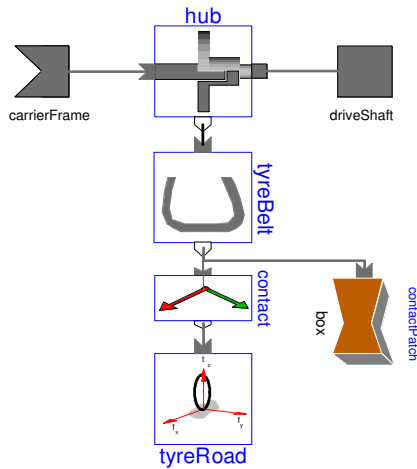 hub
carrierFrame
driveShaft
tyreBelt
contact
contactPatch
box
t z
f x
f y
tyreRoad